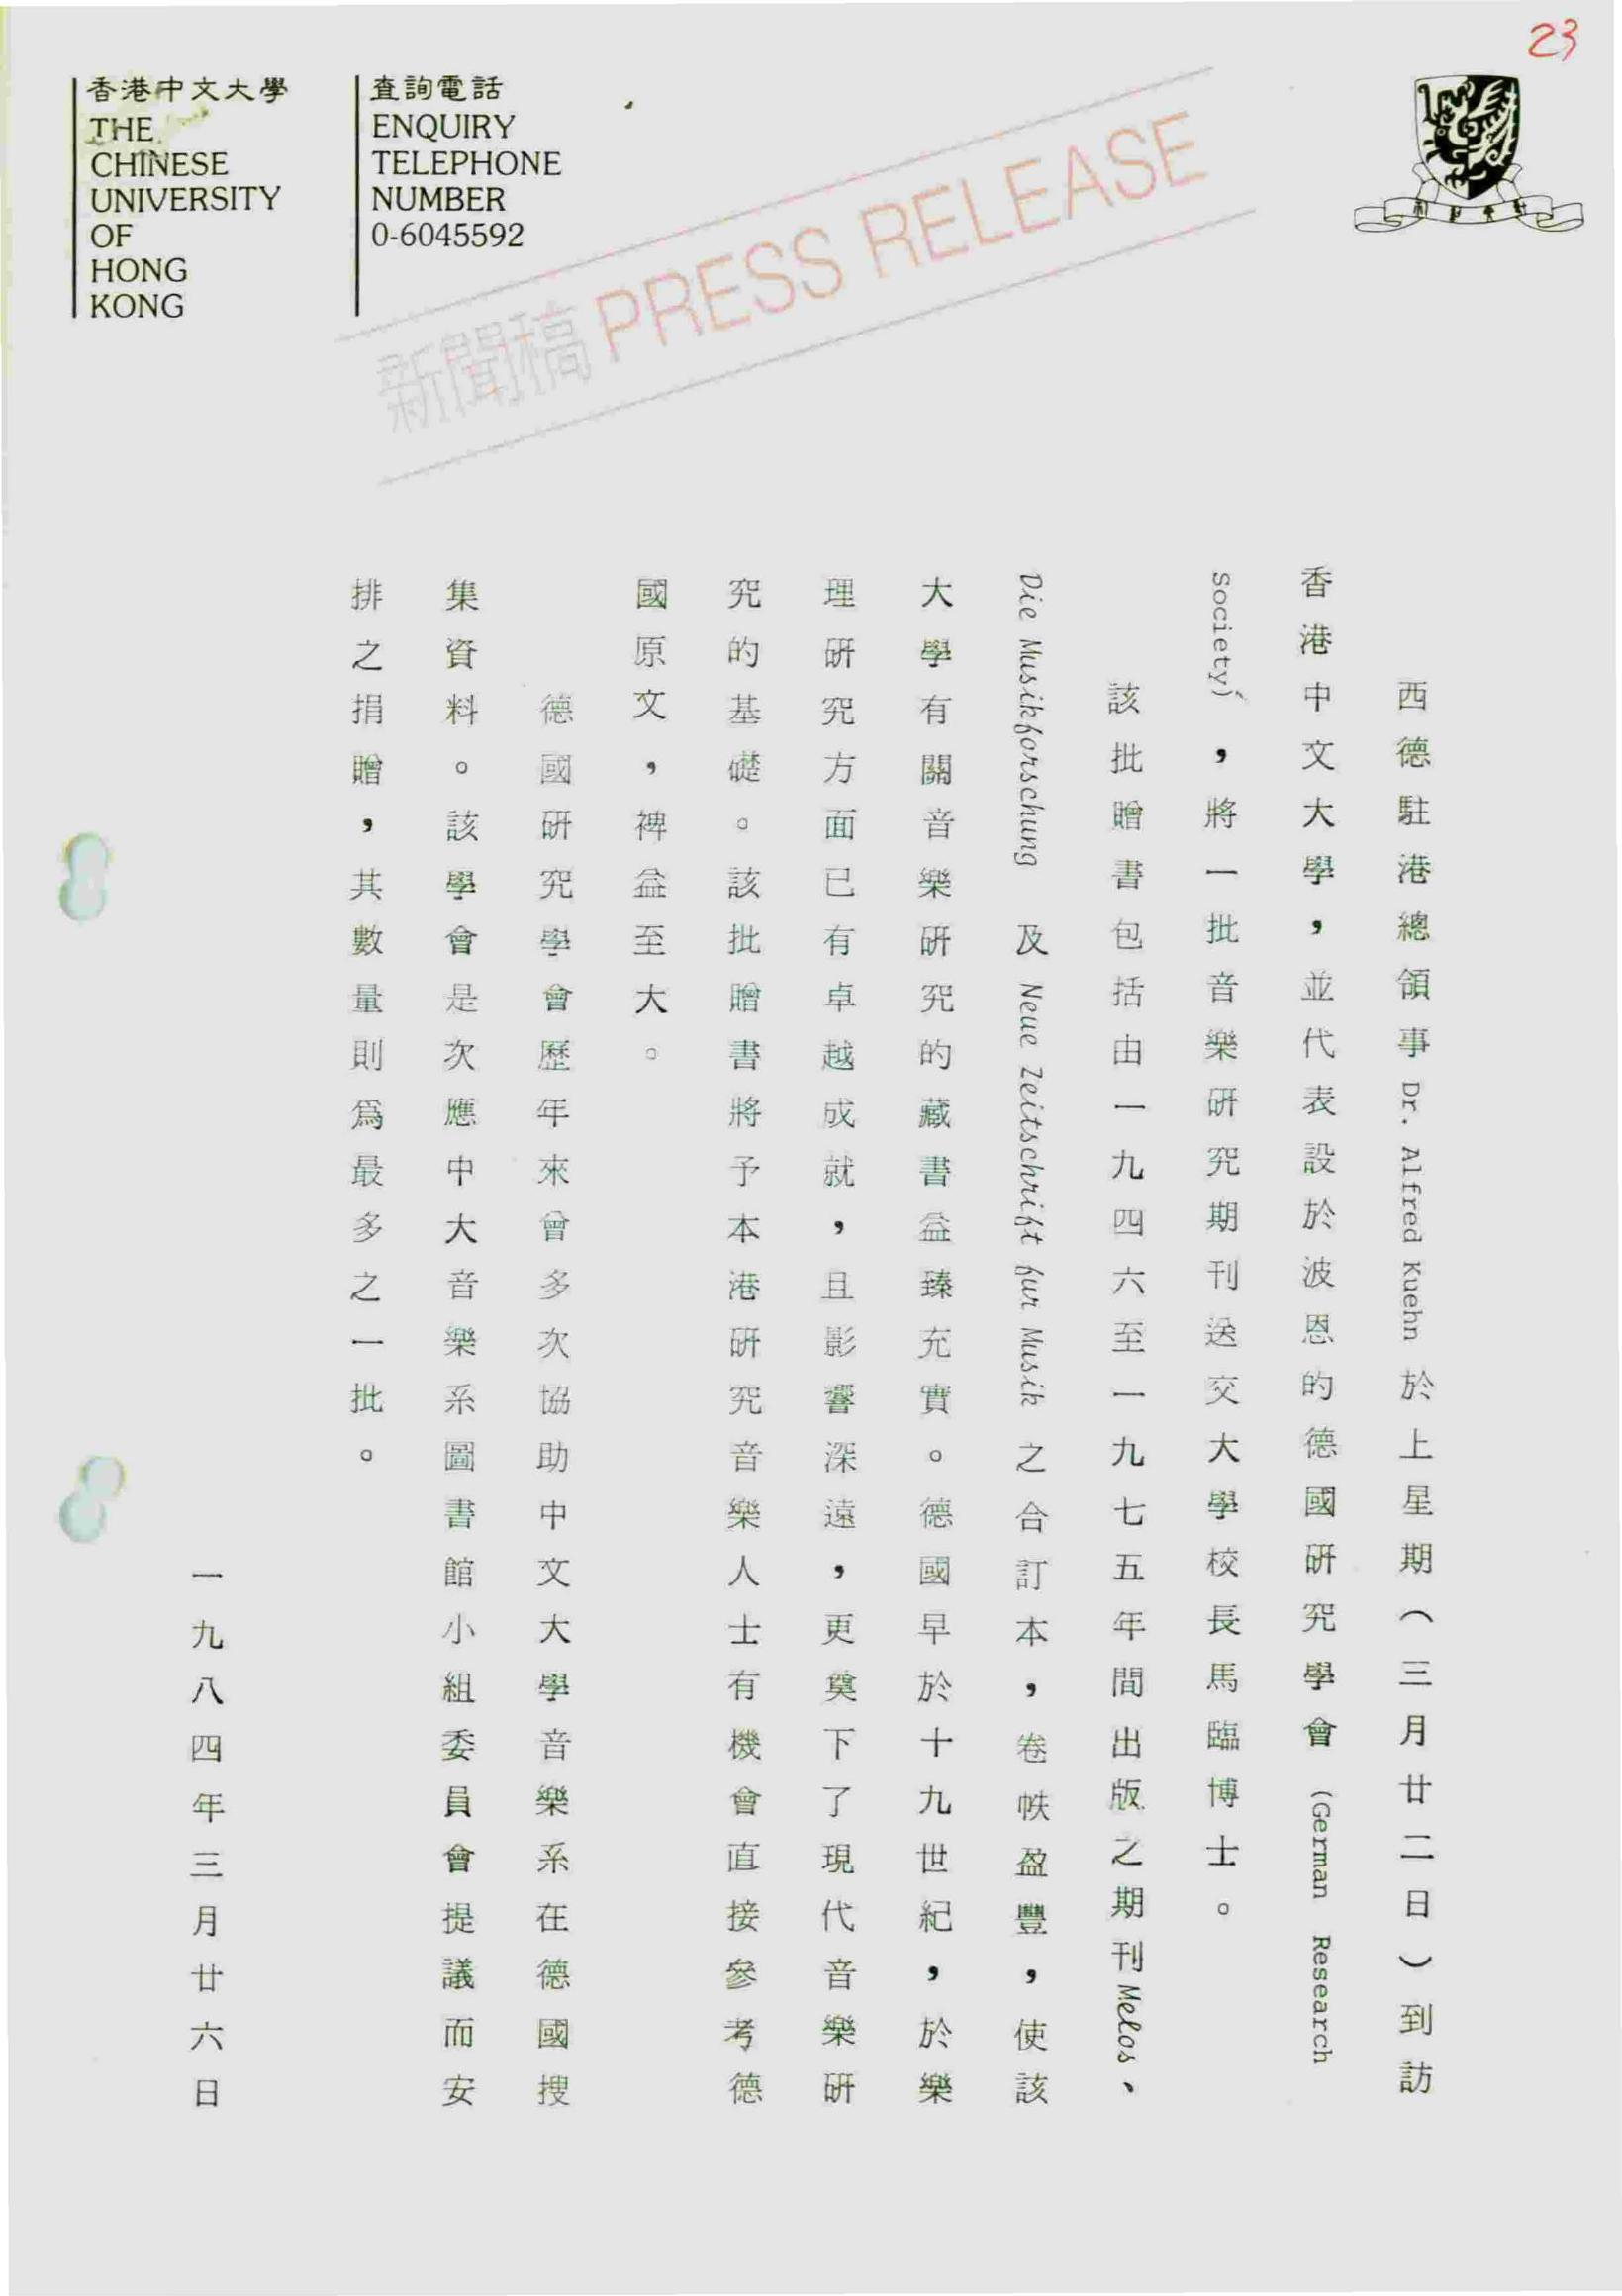 23
香港中文大學
THE
CHINESE
UNIVERSITY
OF
HONG
KONG
查詢電話
ENQUIRY
TELEPHONE
NUMBER
0-6045592
新聞稿 PRESS RELEASE
西德駐港總領事 Dr. Alfred Kuehn 於上星期（三月廿二日）到訪
香港中文大學，並代表設於波恩的德國研究學會 (German Research
Society)，將一批音樂研究期刊送交大學校長馬臨博士。
該批贈書包括由一九四六至一九七五年間出版之期刊 Melos、
Die Musikforschung 及 Neue Zeitschrift fur Musik 之合訂本，卷帙盈豐，使該
大學有關音樂研究的藏書益臻充實。德國早於十九世紀，於樂
理研究方面已有卓越成就，且影響深遠，更奠下了現代音樂研
究的基礎。該批贈書將予本港研究音樂人士有機會直接參考德
國原文，裨益至大。
德國研究學會歷年來曾多次協助中文大學音樂系在德國搜
集資料。該學會是次應中大音樂系圖書館小組委員會提議而安
排之捐贈，其數量則為最多之一批。
一九八四年三月廿六日